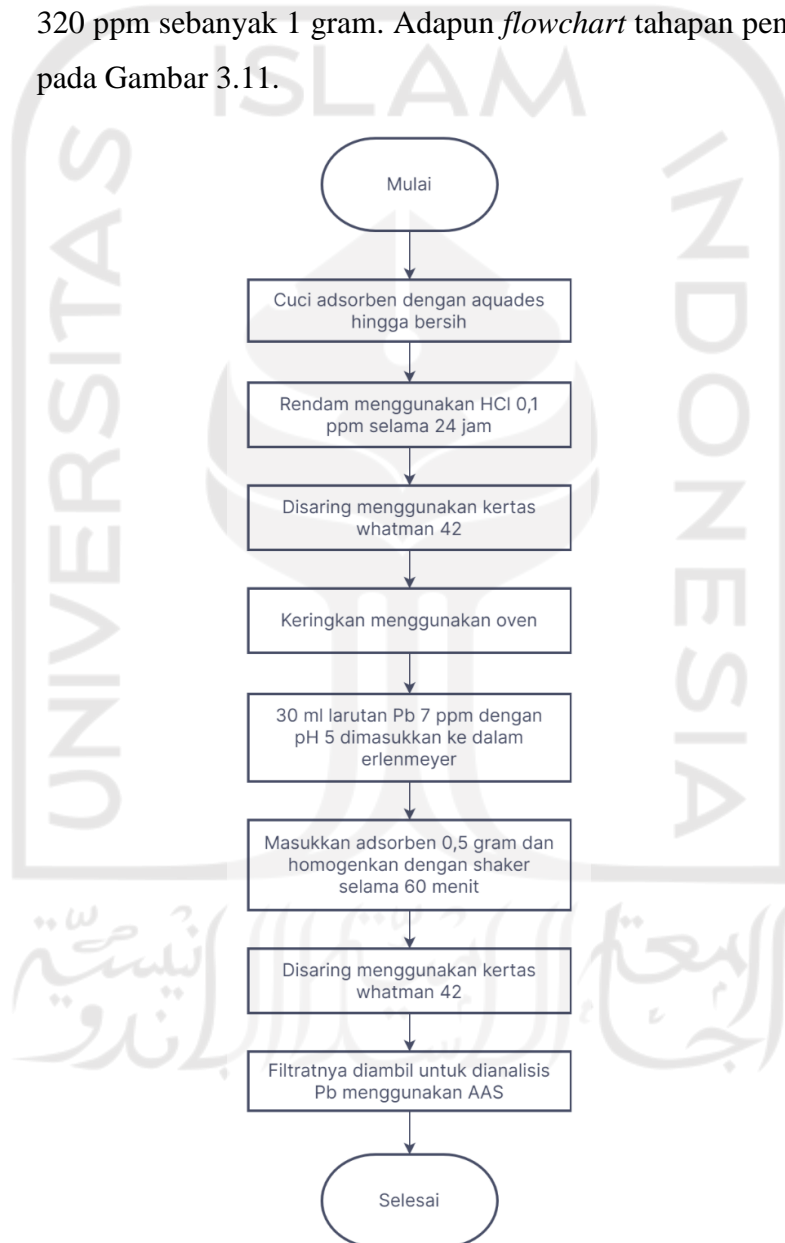 320 ppm sebanyak 1 gram. Adapun flowchart tahapan pen
pada Gambar 3.11.
ISLAM
UNIVERSITAS
INDONESIA
Mulai
Cuci adsorben dengan aquades
hingga bersih
Rendam menggunakan HCl 0,1
ppm selama 24 jam
Disaring menggunakan kertas
whatman 42
Keringkan menggunakan oven
30 ml larutan Pb 7 ppm dengan
pH 5 dimasukkan ke dalam
erlenmeyer
Masukkan adsorben 0,5 gram dan
homogenkan dengan shaker
selama 60 menit
Disaring menggunakan kertas
whatman 42
Filtratnya diambil untuk dianalisis
Pb menggunakan AAS
Selesai